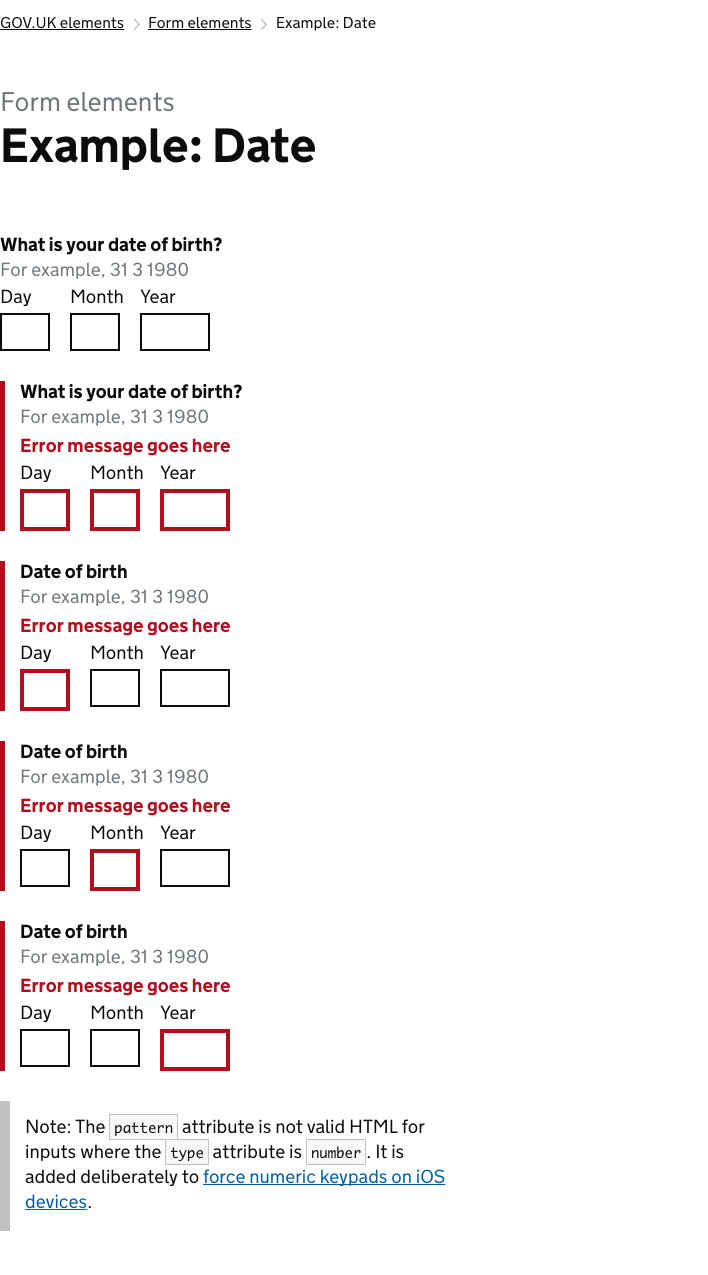 GOV.UK elements Form elements Example: Date
Form elements
Example: Date
What is your date of birth?
For example, 31 3 1980
Day Month Year
What is your date of birth?
For example, 31 3 1980
Error message goes here
Day Month Year
Date of birth
For example, 31 3 1980
Error message goes here
Day Month Year
Date of birth
For example, 31 3 1980
Error message goes here
Day Month Year
Date of birth
For example, 31 3 1980
Error message goes here
Day Month Year
Note: The pattern attribute is not valid HTML for
inputs where the type attribute is number. It is
added deliberately to force numeric keypads on iOS
devices.